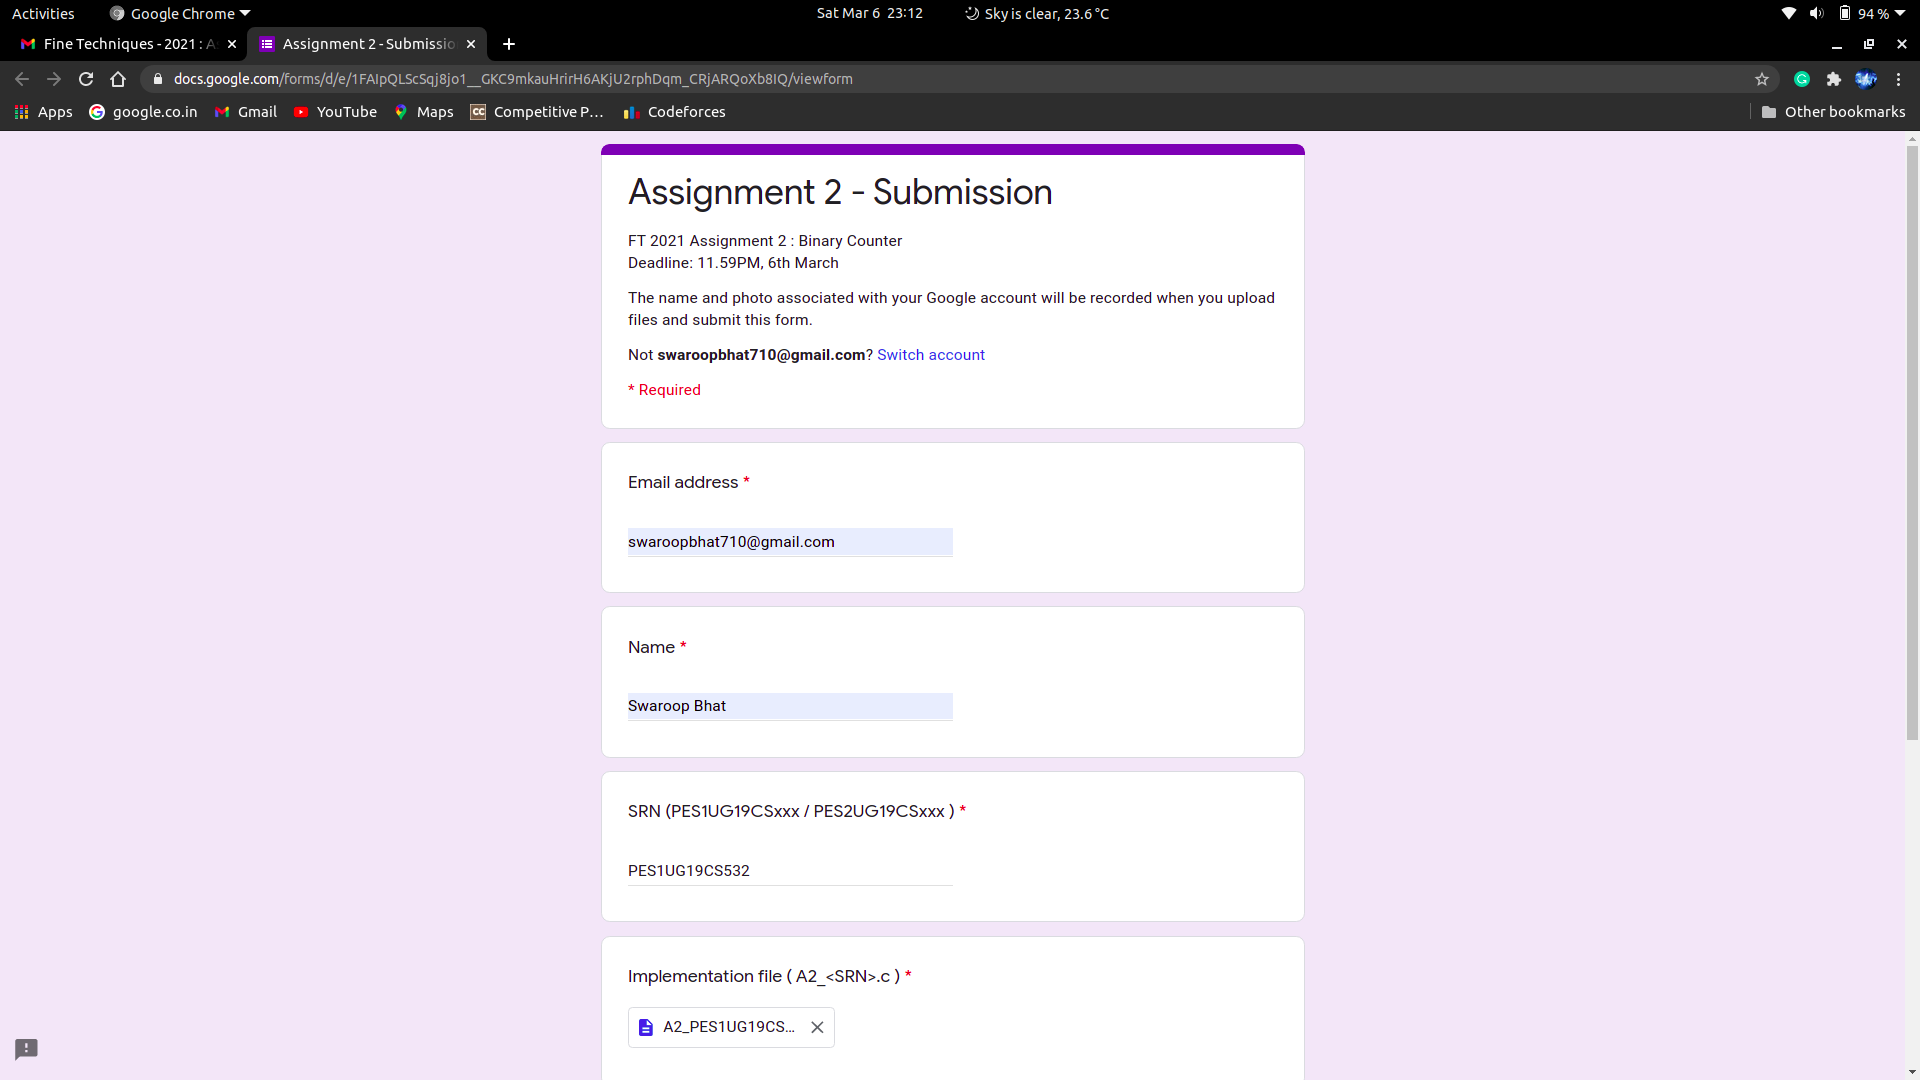 Activities
Google Chrome
Sat Mar 6 23:12
Sky is clear, 23.6 °C
94 %
Fine Techniques - 2021 : A
Assignment 2 - Submissio
docs.google.com/forms/d/e/1FAIpQLScSqj8jo1__GKC9mkauHrirH6AKjU2rphDqm_CRjARQoXb8IQ/viewform
Apps
google.co.in
Gmail
YouTube
Maps
CC
Competitive P...
Codeforces
Other bookmarks
Assignment 2 - Submission
FT 2021 Assignment 2 : Binary Counter
Deadline: 11.59PM, 6th March
The name and photo associated with your Google account will be recorded when you upload
files and submit this form.
Not swaroopbhat710@gmail.com? Switch account
* Required
Email address *
swaroopbhat710@gmail.com
Name *
Swaroop Bhat
SRN (PES1UG19CSxxx / PES2UG19CSxxx ) *
PES1UG19CS532
Implementation file ( A2_<SRN>.c ) *
A2_PES1UG19CS...